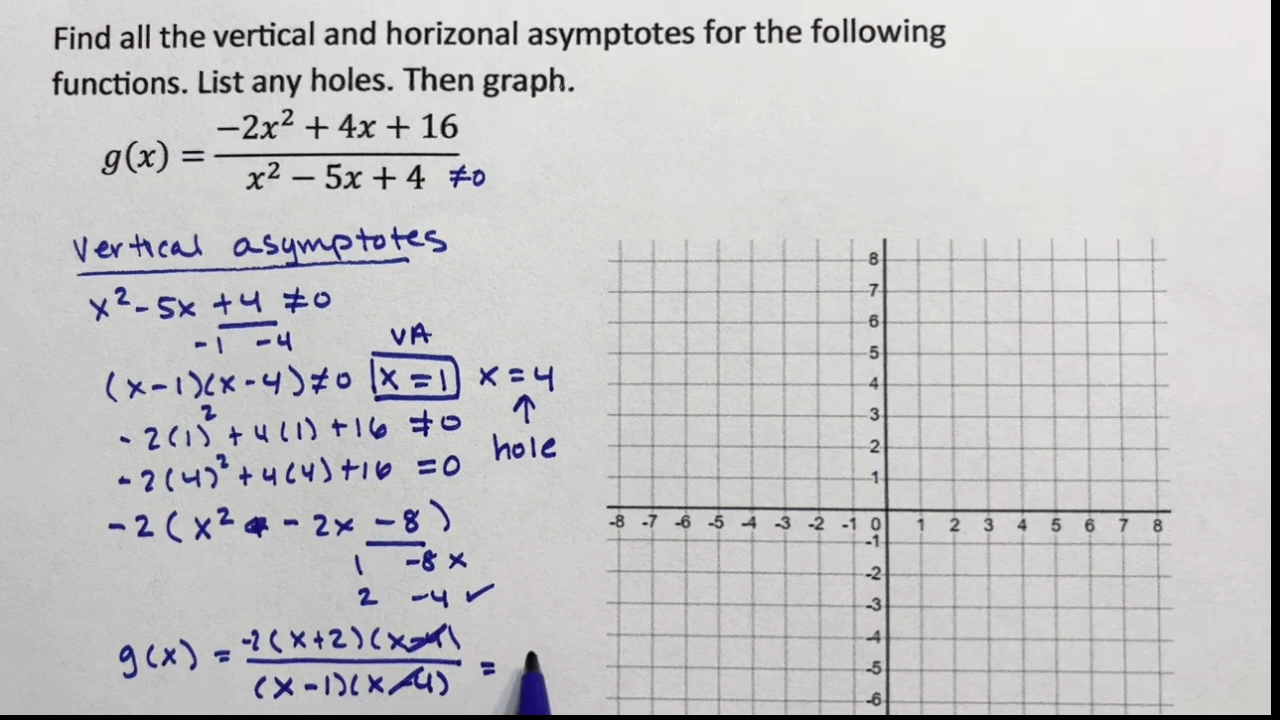 Find all the vertical and horizonal asymptotes for the following
functions. List any holes. Then graph.
g(x) = −2x² + 4x + 16 / x² − 5x + 4 ≠0
Vertical asymptotes
x² - 5x + 4 ≠ 0
-1 -4
VA
(x-1)(x-4) ≠ 0 x = 1 x = 4
↑
-2(1)² + 4(1) + 16 ≠ 0
hole
-2(4)² + 4(4) + 16 = 0
-2(x² - 2x - 8)
1 -8 x
2 -4 ✓
g(x) = -2(x+2)(x-4) / (x-1)(x-4) =
8
7
6
5
4
3
2
1
-8 -7 -6 -5 -4 -3 -2 -1 0 1 2 3 4 5 6 7 8
-1
-2
-3
-4
-5
-6